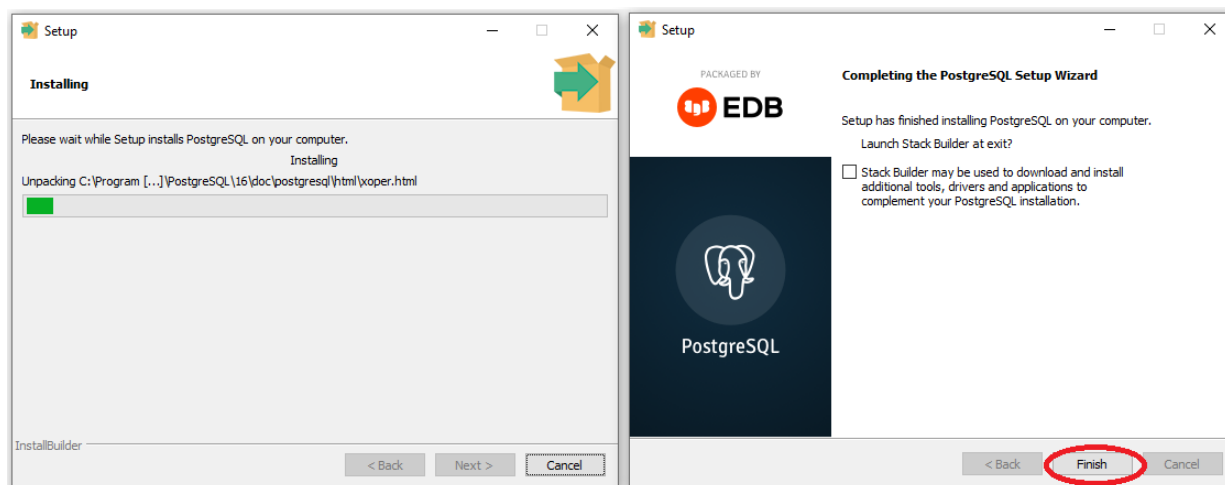 Setup
Installing
Please wait while Setup installs PostgreSQL on your computer.
Installing
Unpacking C:\Program [...]\PostgreSQL\16\doc\postgresql\html\xoper.html
InstallBuilder
< Back
Next >
Cancel
Setup
PACKAGED BY
EDB
PostgreSQL
Completing the PostgreSQL Setup Wizard
Setup has finished installing PostgreSQL on your computer.
Launch Stack Builder at exit?
Stack Builder may be used to download and install
additional tools, drivers and applications to
complement your PostgreSQL installation.
< Back
Finish
Cancel